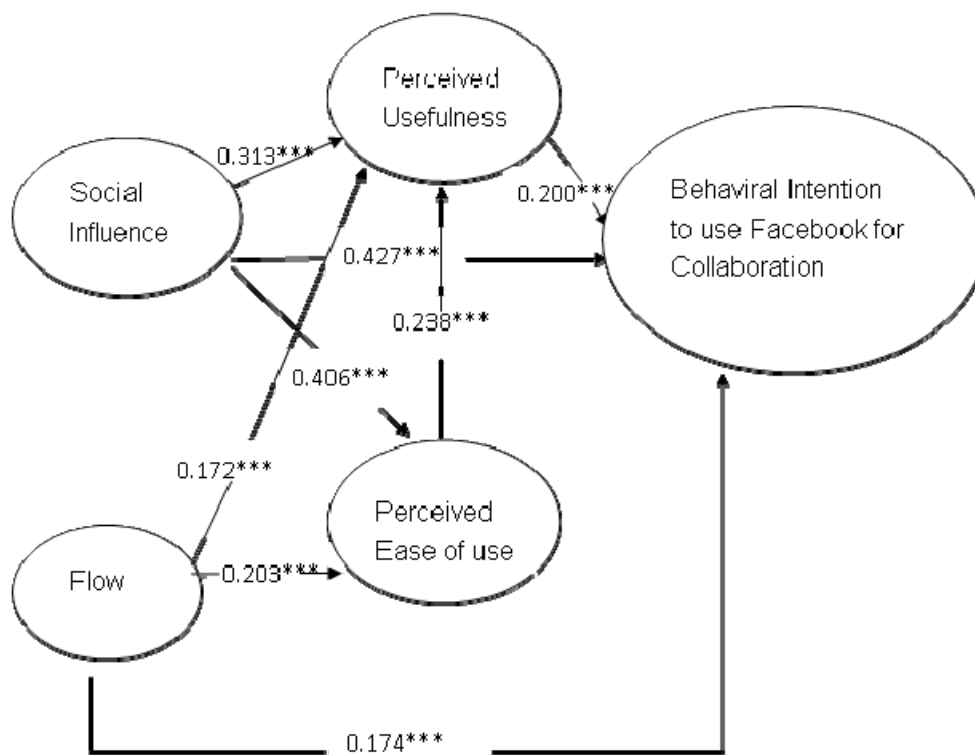 Perceived
Usefulness
0.313***
Social
Influence
0.200***
Behaviral Intention
to use Facebook for
Collaboration
0.427***
0.238***
0.406***
0.172***
Perceived
Ease of use
Flow
0.203***
0.174***